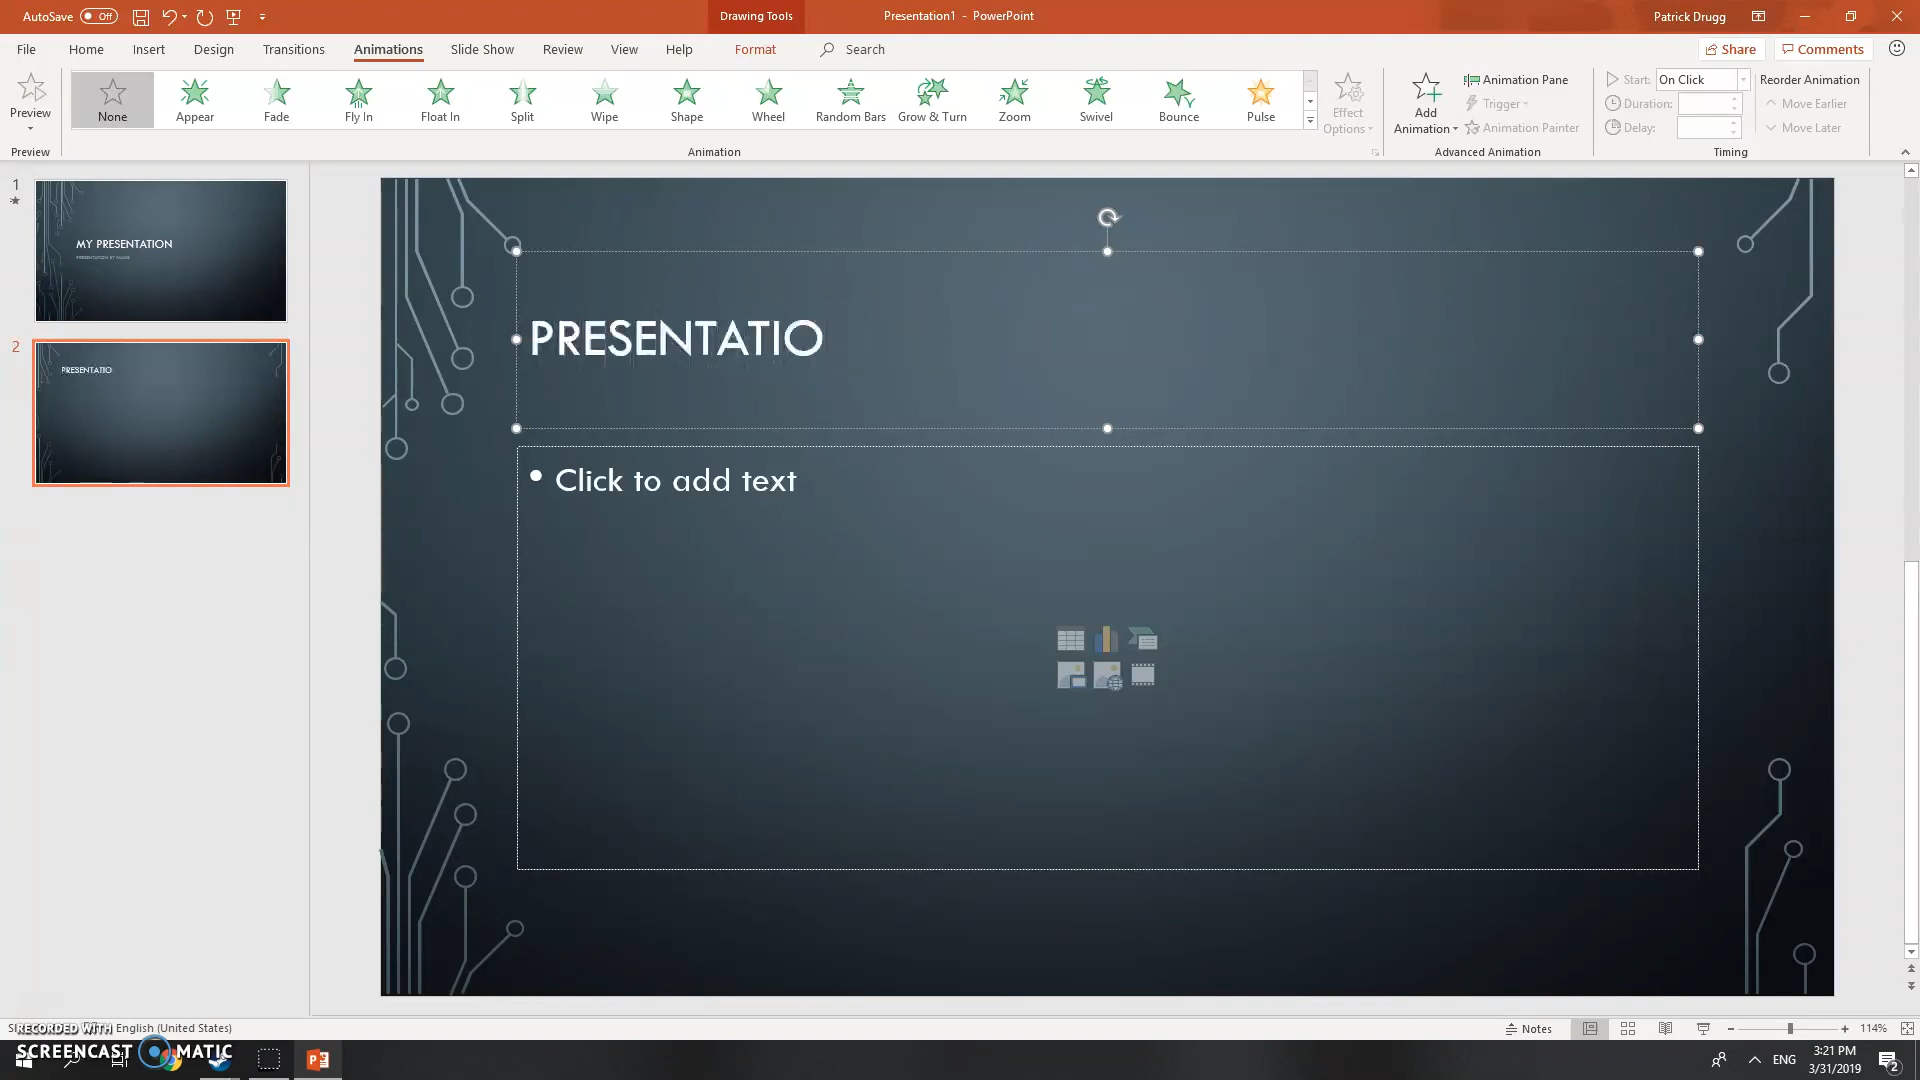 AutoSave Off
Drawing Tools
Presentation1 - PowerPoint
Patrick Drugg
File Home Insert Design Transitions Animations Slide Show Review View Help Format Search
Share Comments
Preview
None Appear Fade Fly In Float In Split Wipe Shape Wheel Random Bars Grow & Turn Zoom Swivel Bounce Pulse
Effect Options
Add Animation
Animation Pane
Trigger
Animation Painter
Start: On Click
Duration:
Delay:
Reorder Animation
Move Earlier
Move Later
Preview Animation Advanced Animation Timing
1
MY PRESENTATION
2
PRESENTATIO
PRESENTATIO
• Click to add text
English (United States)
Notes
114%
RECORDED WITH
SCREENCAST MATIC
ENG
3:21 PM
3/31/2019
2